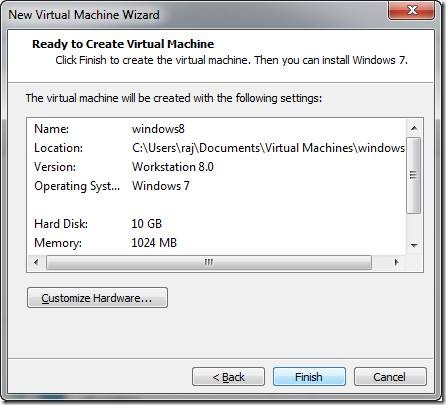 New Virtual Machine Wizard
Ready to Create Virtual Machine
Click Finish to create the virtual machine. Then you can install Windows 7.
The virtual machine will be created with the following settings:
Name: windows8
Location: C:\Users\raj\Documents\Virtual Machines\windows
Version: Workstation 8.0
Operating Syst... Windows 7
Hard Disk: 10 GB
Memory: 1024 MB
Customize Hardware...
< Back Finish Cancel